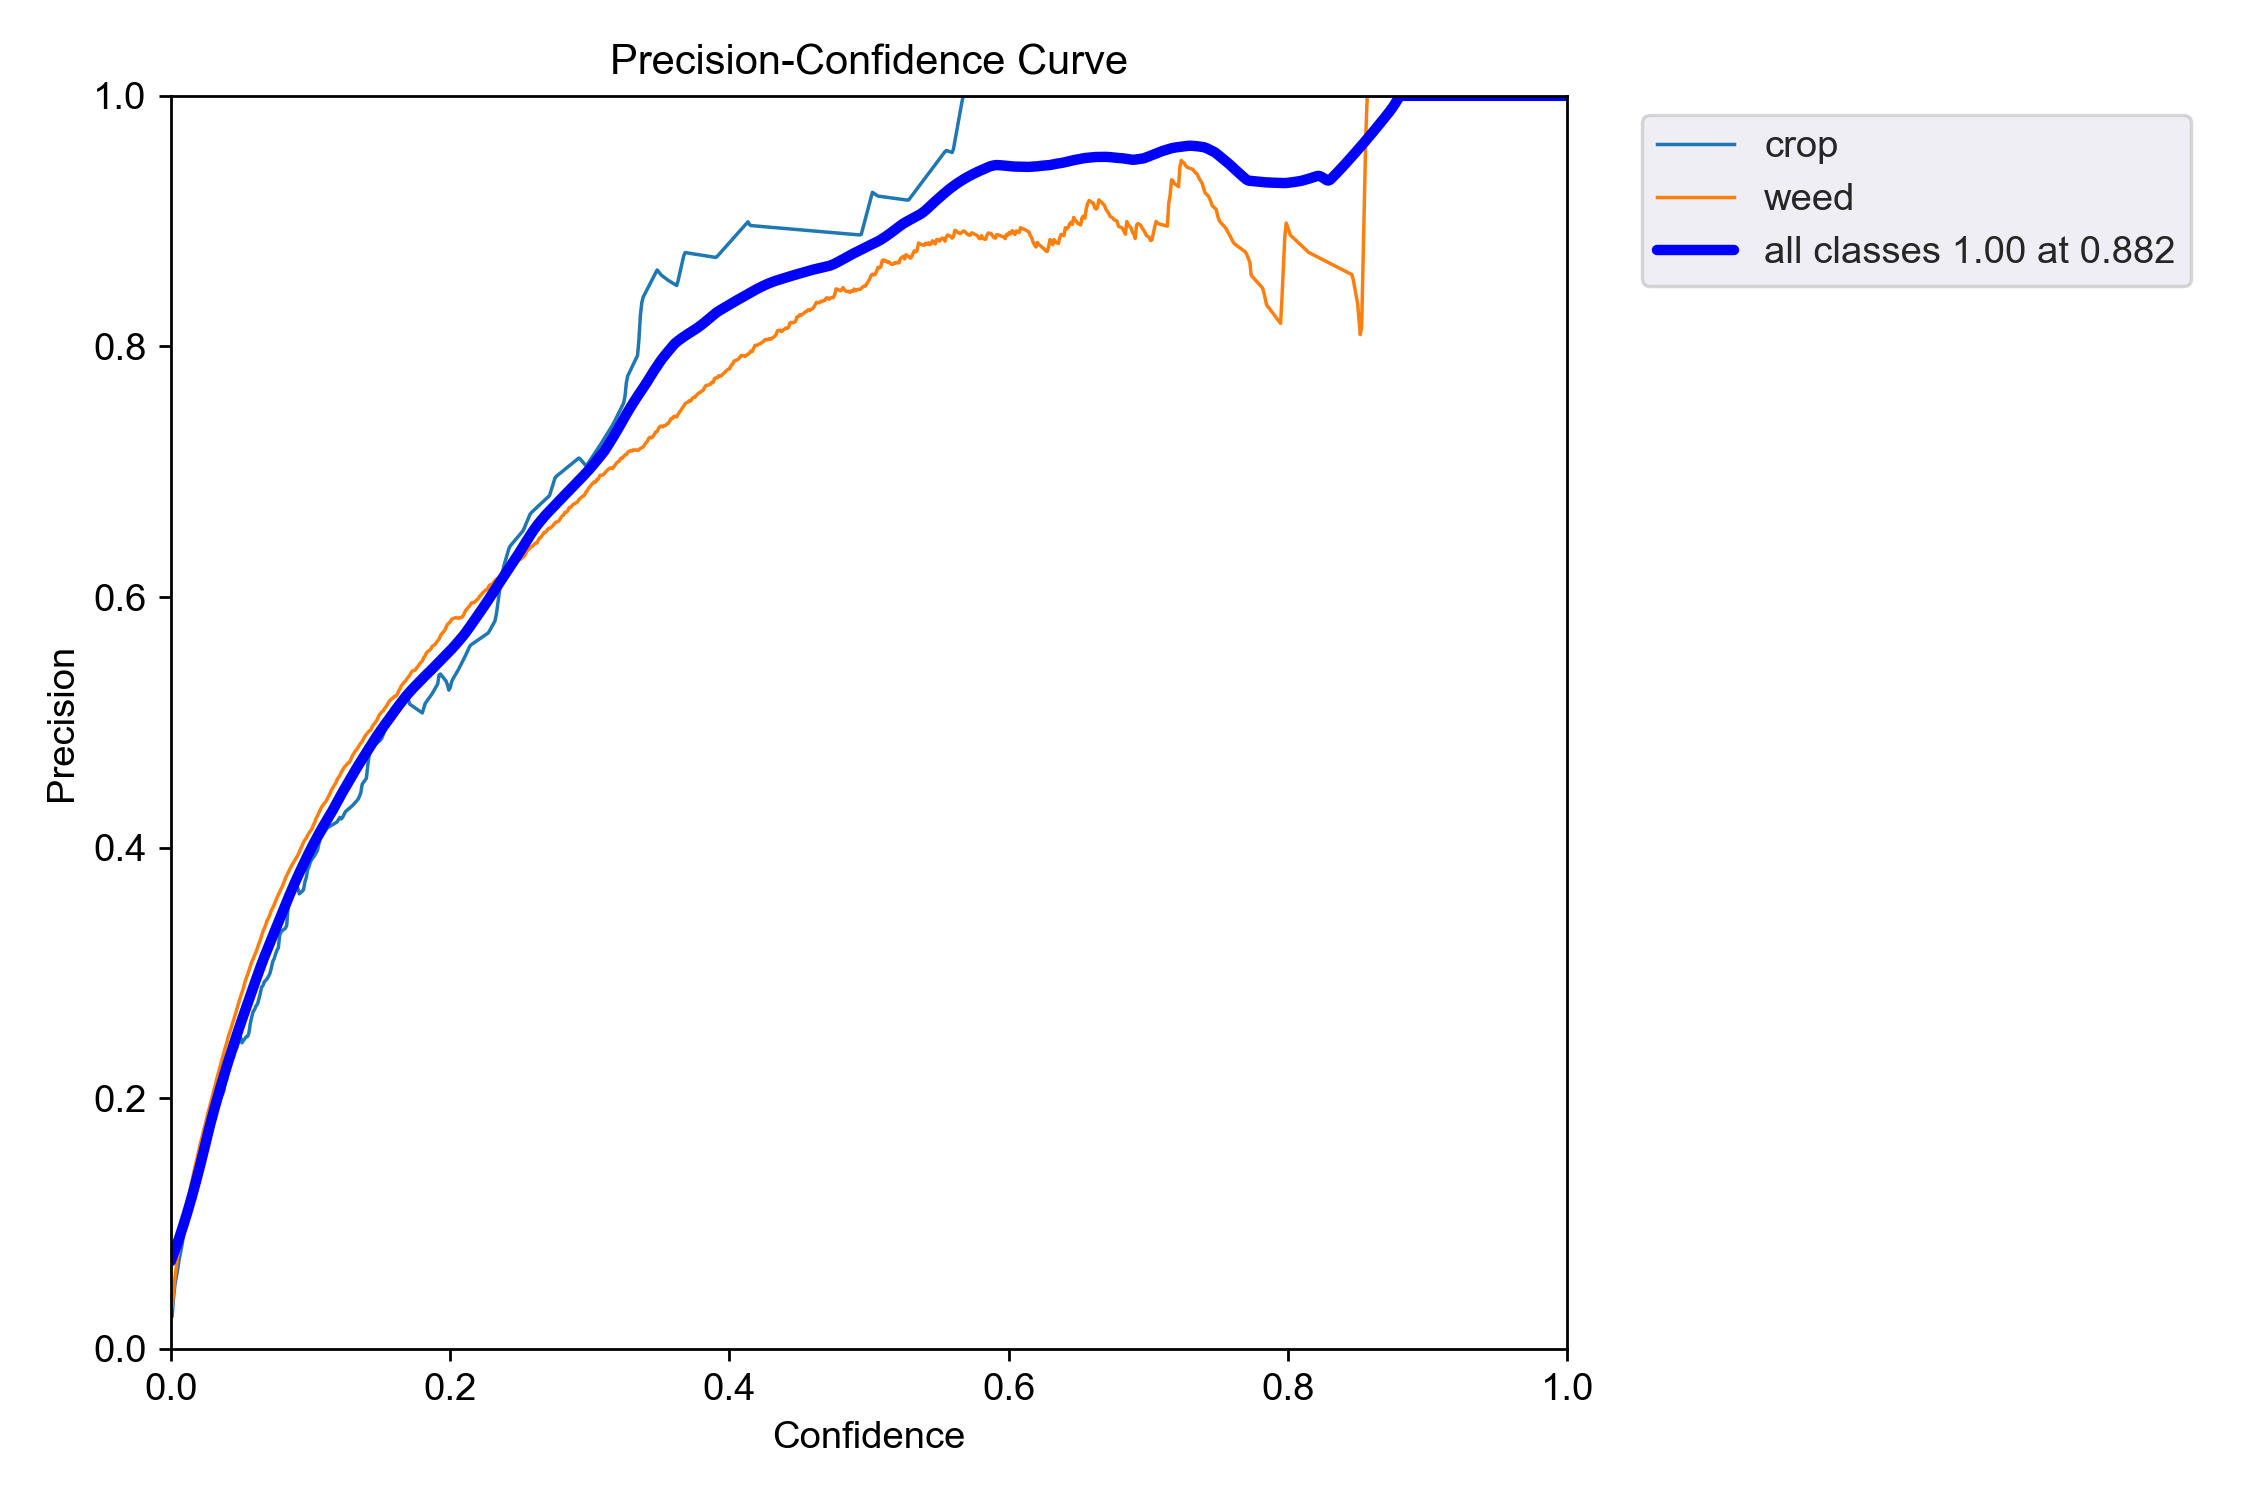 Precision-Confidence Curve
1.0
0.8
0.6
0.4
0.2
0.0
Precision
0.0 0.2 0.4 0.6 0.8 1.0
Confidence
crop
weed
all classes 1.00 at 0.882